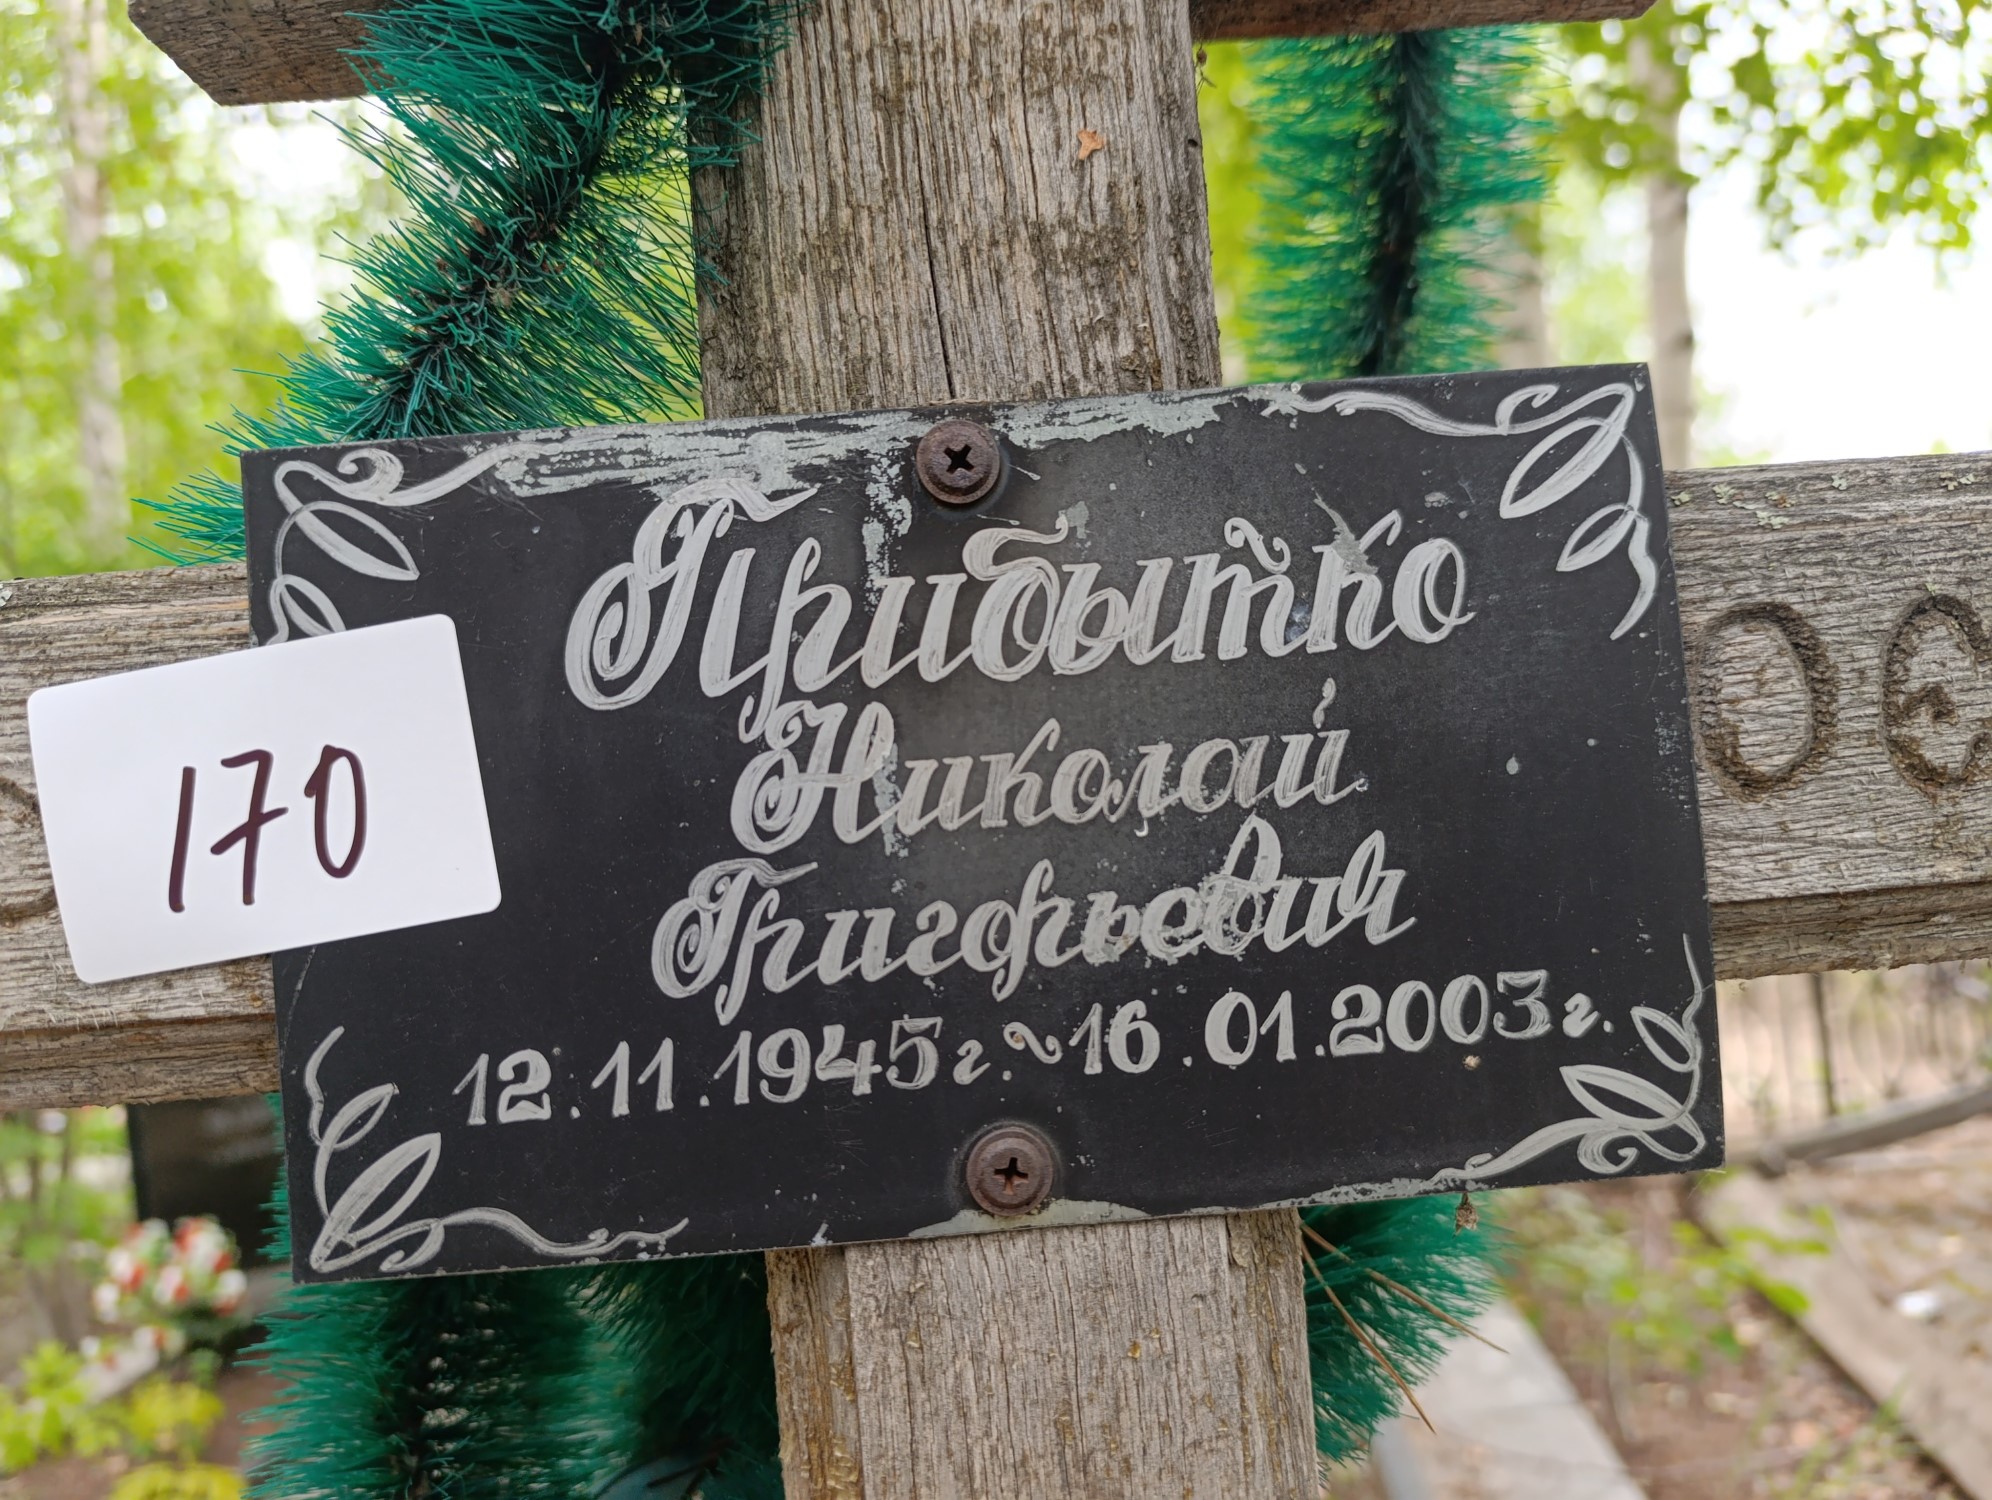 Прибытко
Николай
Григорьевич
12.11.1945г.~16.01.2003г.
170